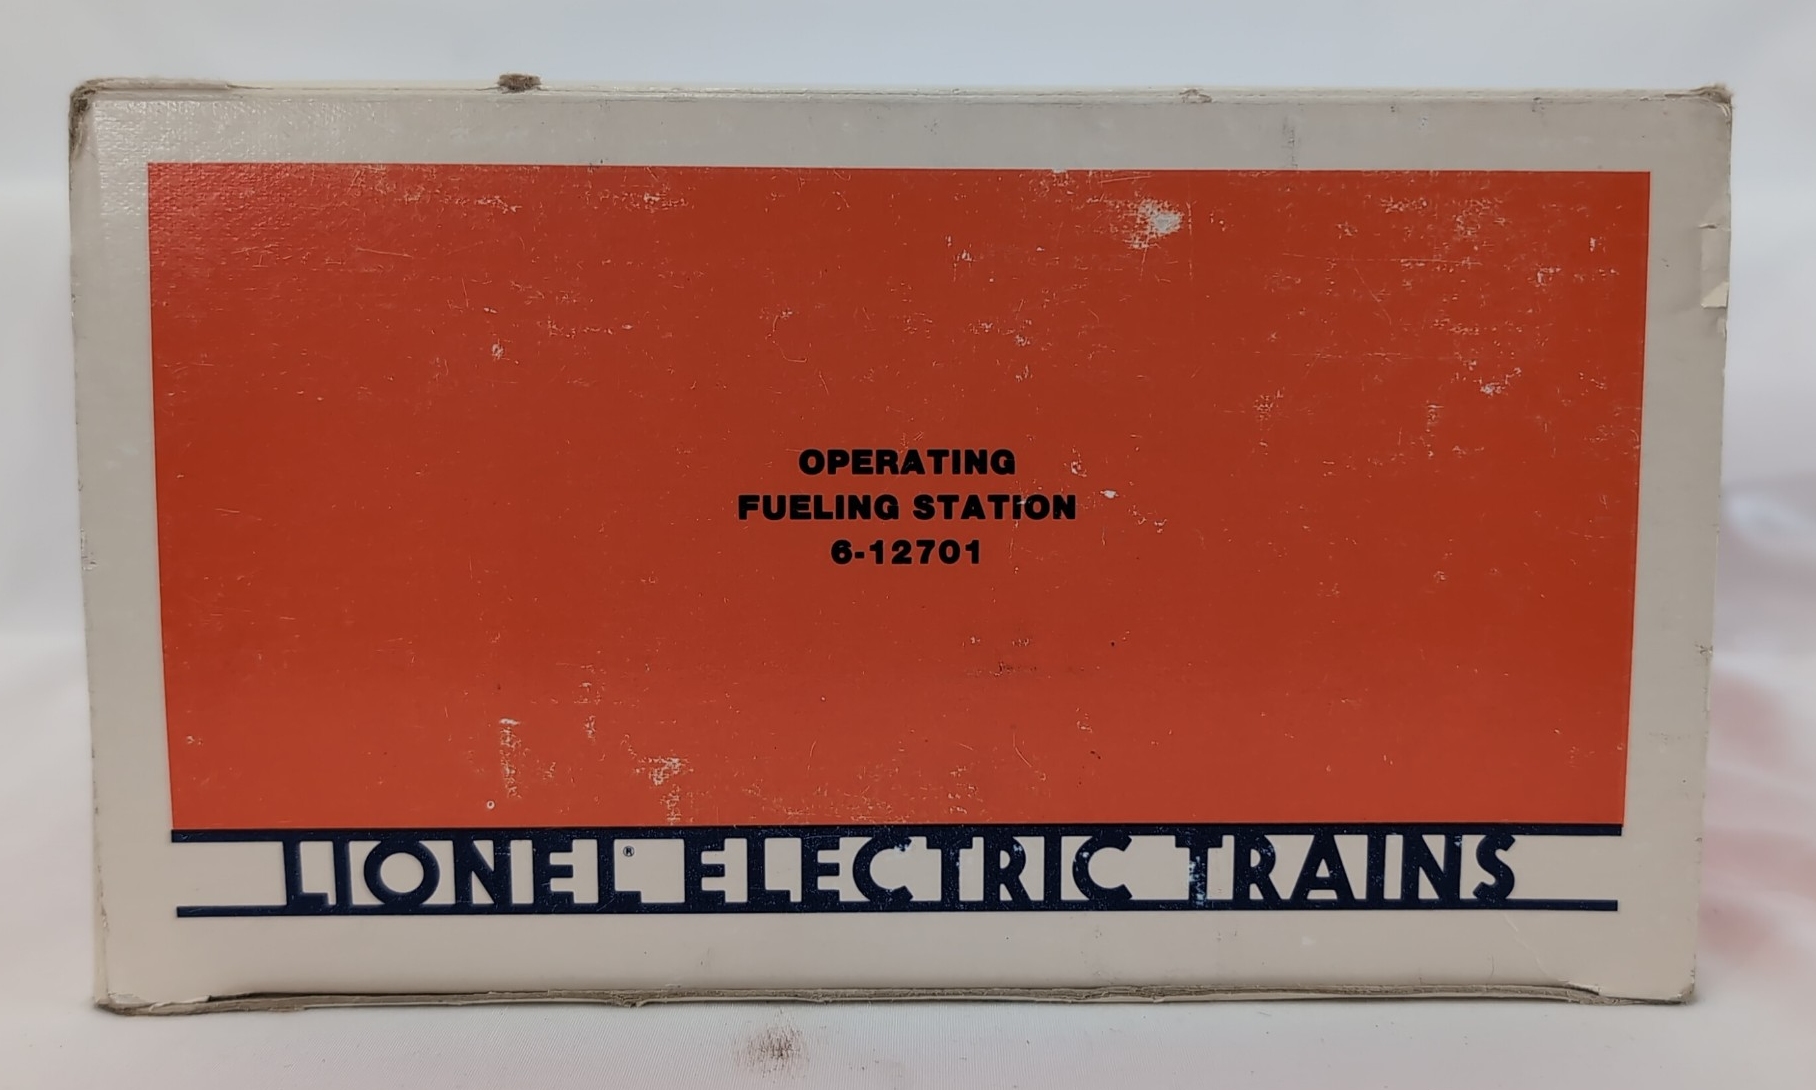 OPERATING
FUELING STATION
6-12701
LIONEL® ELECTRIC TRAINS